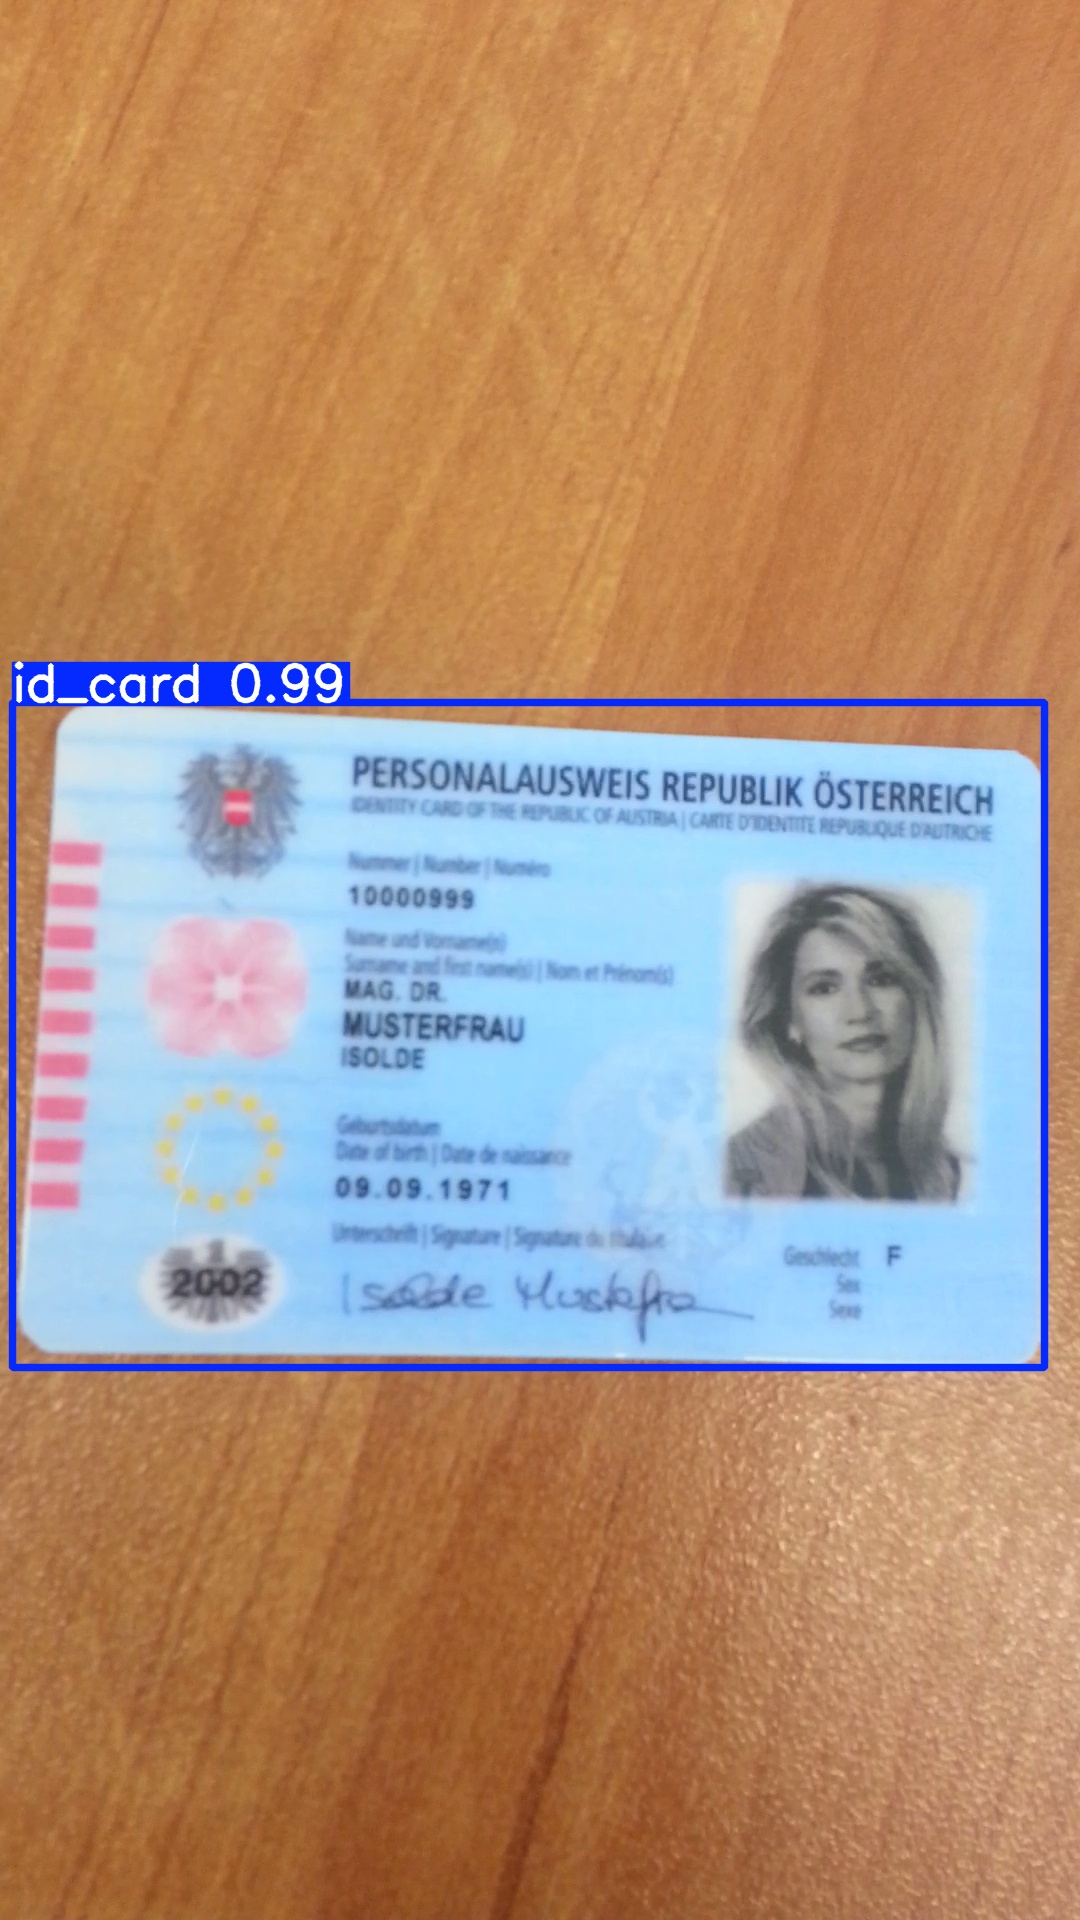 id_card 0.99
PERSONALAUSWEIS REPUBLIK ÖSTERREICH
IDENTITY CARD OF THE REPUBLIC OF AUSTRIA | CARTE D'IDENTITE REPUBLIQUE D'AUTRICHE
Nummer | Number | Numéro
10000999
Name und Vorname(n)
Surname and first name(s) | Nom et Prénom(s)
MAG. DR.
MUSTERFRAU
ISOLDE
Geburtsdatum
Date of birth | Date de naissance
09.09.1971
Unterschrift | Signature | Signature du titulaire
Isolde Musterfra
Geschlecht F
Sex
Sexe
2002